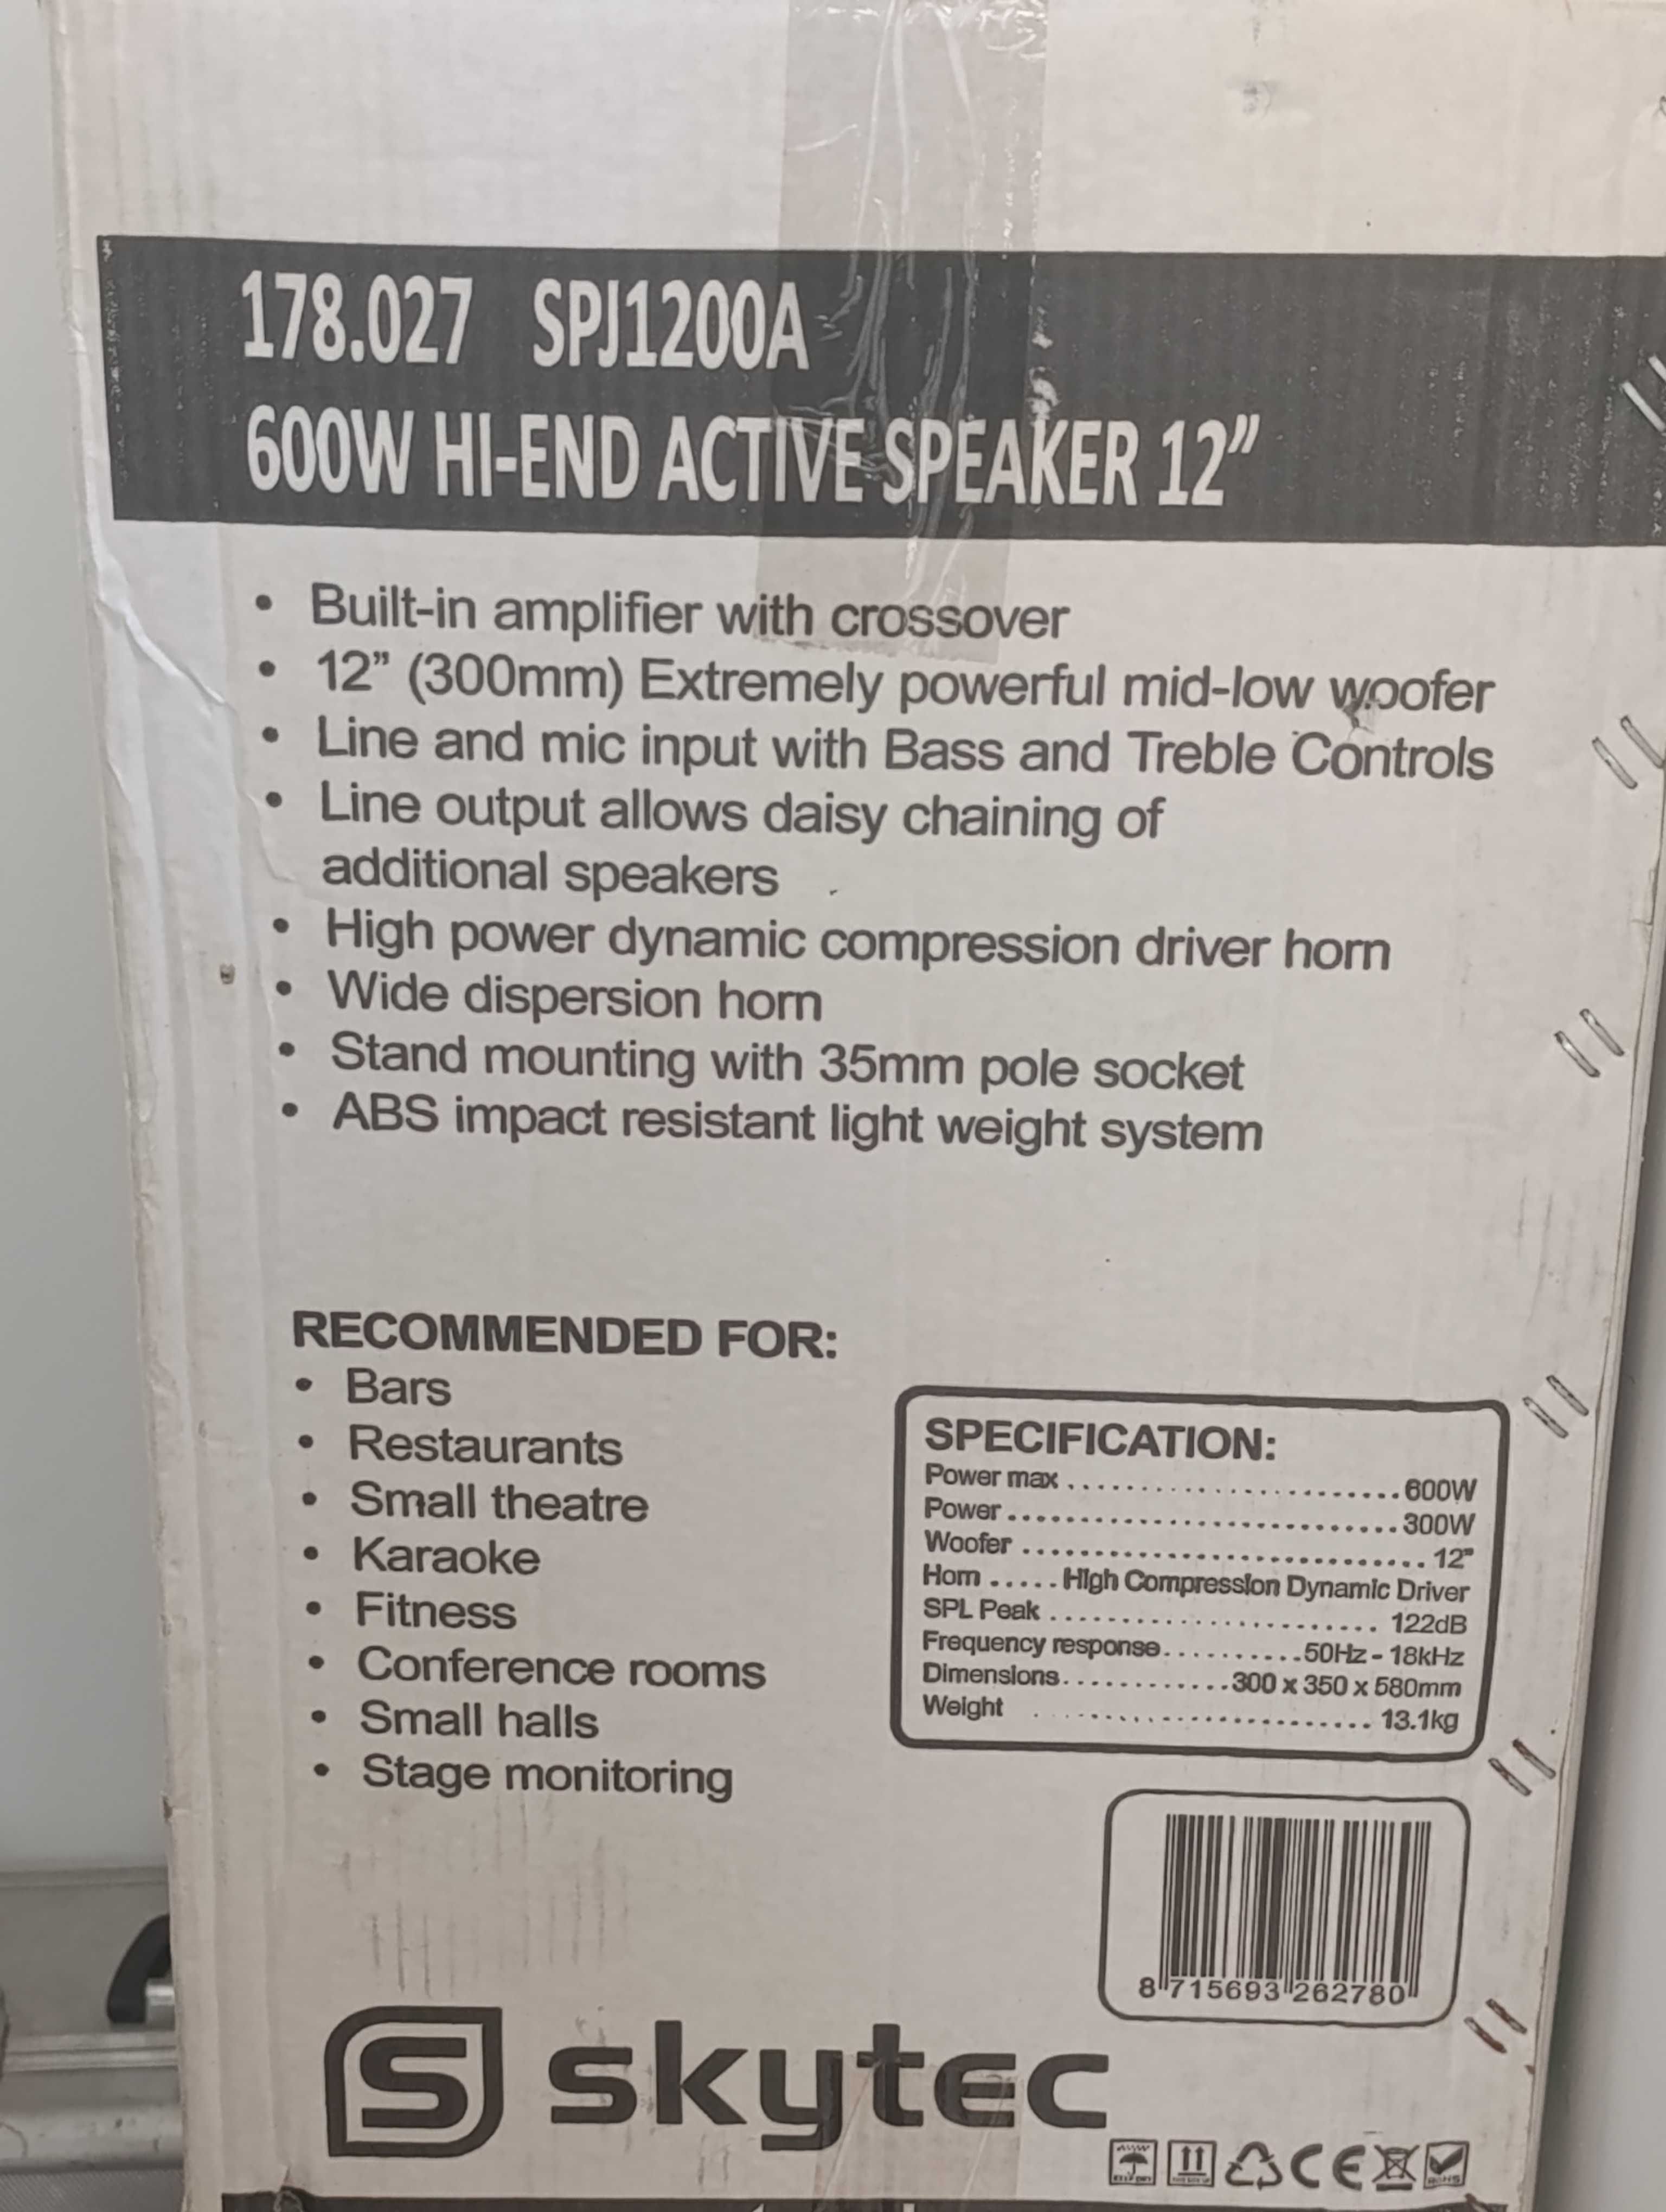 178.027 SPJ1200A
600W HI-END ACTIVE SPEAKER 12”
• Built-in amplifier with crossover
• 12” (300mm) Extremely powerful mid-low woofer
• Line and mic input with Bass and Treble Controls
• Line output allows daisy chaining of
additional speakers
• High power dynamic compression driver horn
• Wide dispersion horn
• Stand mounting with 35mm pole socket
• ABS impact resistant light weight system
RECOMMENDED FOR:
• Bars
• Restaurants
• Small theatre
• Karaoke
• Fitness
• Conference rooms
• Small halls
• Stage monitoring
SPECIFICATION:
Power max ........................ 600W
Power ............................ 300W
Woofer ............................ 12"
Horn ..... High Compression Dynamic Driver
SPL Peak ........................ 122dB
Frequency response .......... 50Hz - 18kHz
Dimensions ............ 300 x 350 x 580mm
Weight ........................ 13.1kg
8 715693 262780
S skytec
KEEP DRY CE RoHS